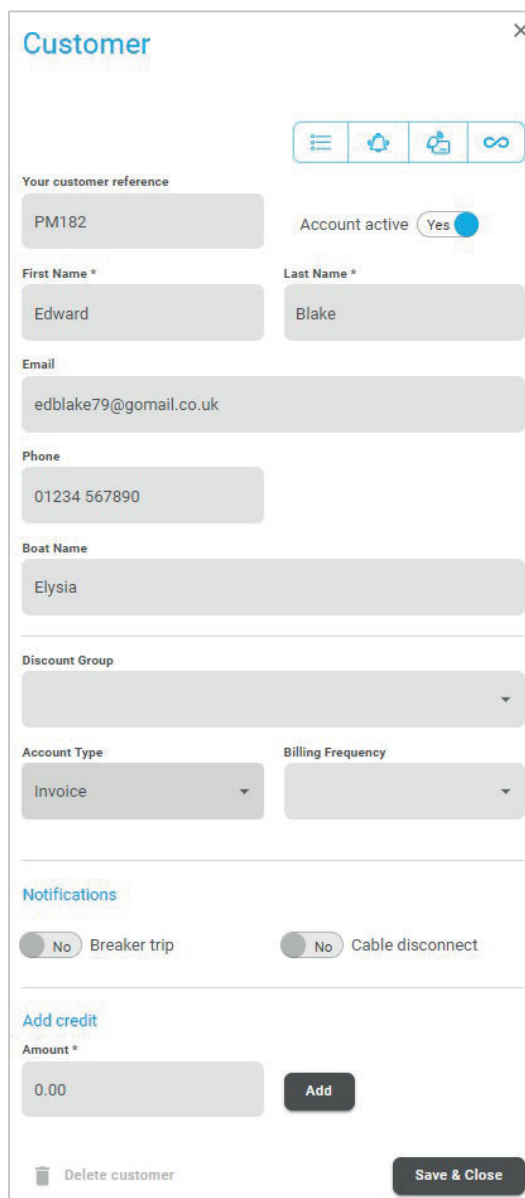 Customer
Your customer reference
PM182
Account active Yes
First Name * Last Name *
Edward Blake
Email
edblake79@gomail.co.uk
Phone
01234 567890
Boat Name
Elysia
Discount Group
Account Type Billing Frequency
Invoice
Notifications
No Breaker trip No Cable disconnect
Add credit
Amount *
0.00 Add
Delete customer Save & Close